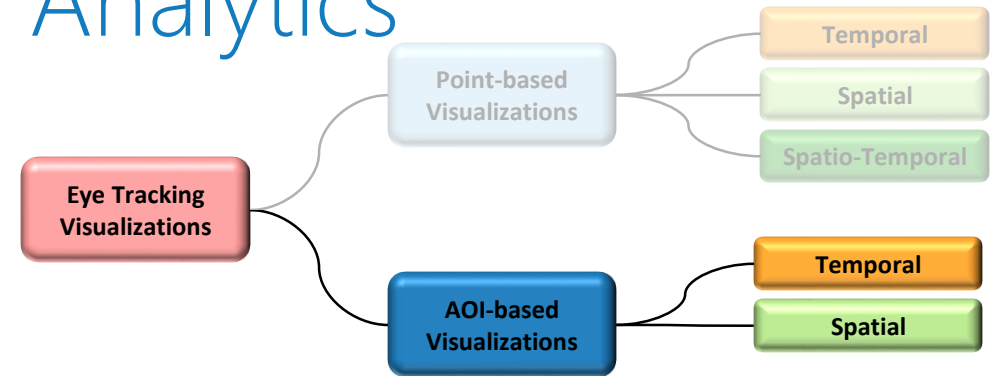 Analytics
Temporal
Point-based
Visualizations
Spatial
Spatio-Temporal
Eye Tracking
Visualizations
Temporal
AOI-based
Visualizations
Spatial